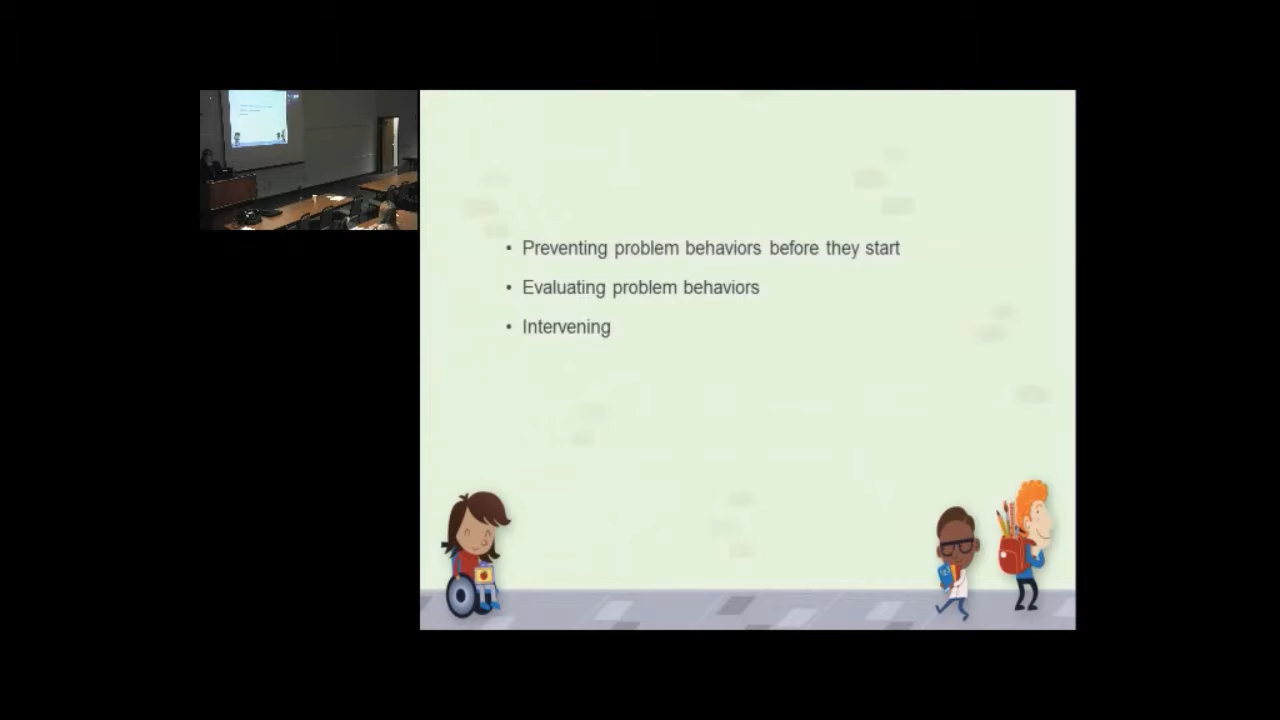 • Preventing problem behaviors before they start
• Evaluating problem behaviors
• Intervening